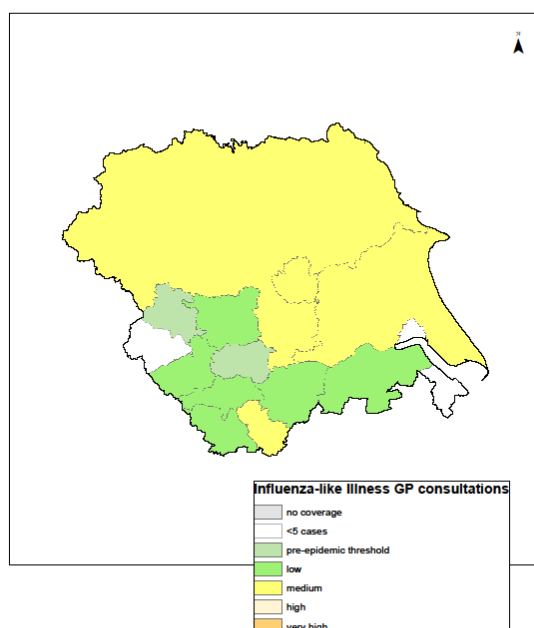 N
Influenza-like Illness GP consultations
no coverage
<5 cases
pre-epidemic threshold
low
medium
high
very high